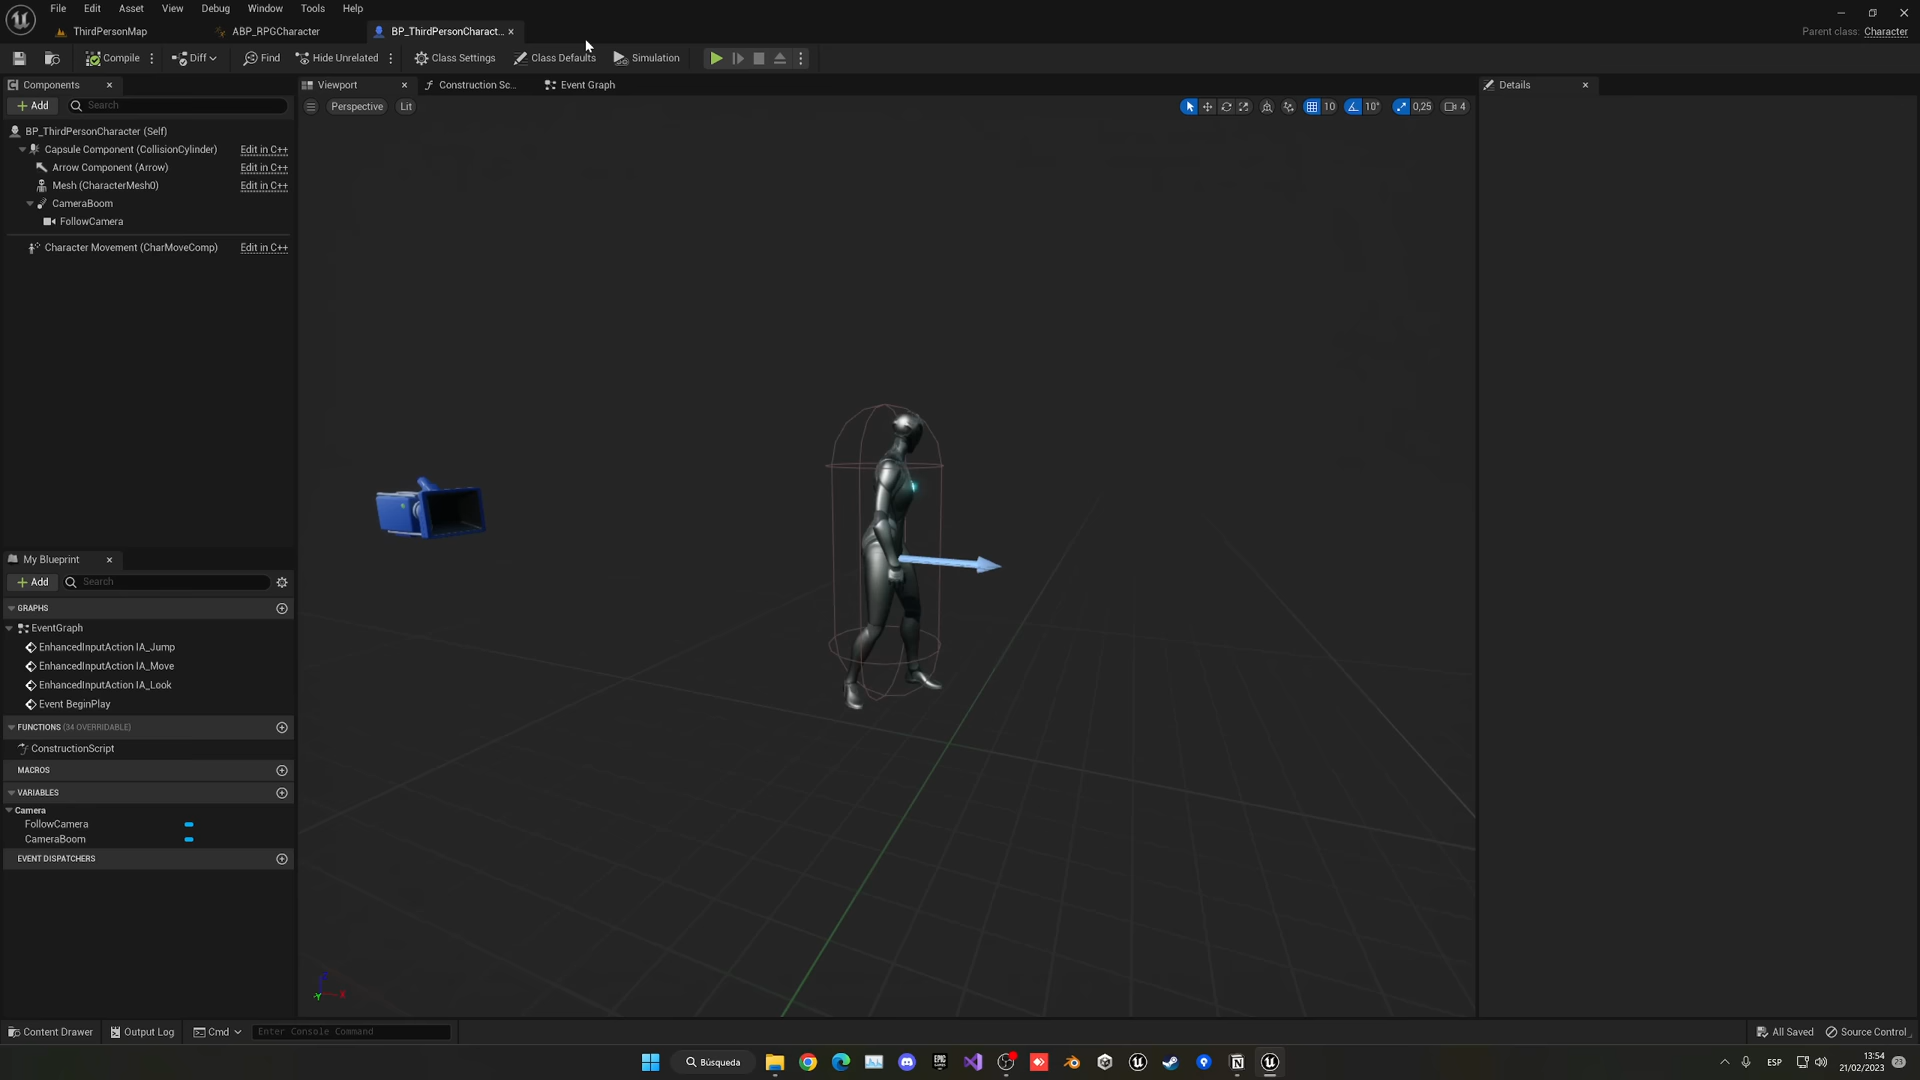 File Edit Asset View Debug Window Tools Help
ThirdPersonMap ABP_RPGCharacter BP_ThirdPersonCharact...
Parent class: Character
Compile Diff Find Hide Unrelated Class Settings Class Defaults Simulation
Components
Add Search
BP_ThirdPersonCharacter (Self)
Capsule Component (CollisionCylinder) Edit in C++
Arrow Component (Arrow) Edit in C++
Mesh (CharacterMesh0) Edit in C++
CameraBoom
FollowCamera
Character Movement (CharMoveComp) Edit in C++
Viewport Construction Sc... Event Graph
Perspective Lit
10 10° 0,25 4
Details
My Blueprint
Add Search
GRAPHS
EventGraph
EnhancedInputAction IA_Jump
EnhancedInputAction IA_Move
EnhancedInputAction IA_Look
Event BeginPlay
FUNCTIONS (34 OVERRIDABLE)
ConstructionScript
MACROS
VARIABLES
Camera
FollowCamera
CameraBoom
EVENT DISPATCHERS
Z
Y X
Content Drawer Output Log Cmd Enter Console Command
All Saved Source Control
Búsqueda
EPIC GAMES
ESP
13:54
21/02/2023
23